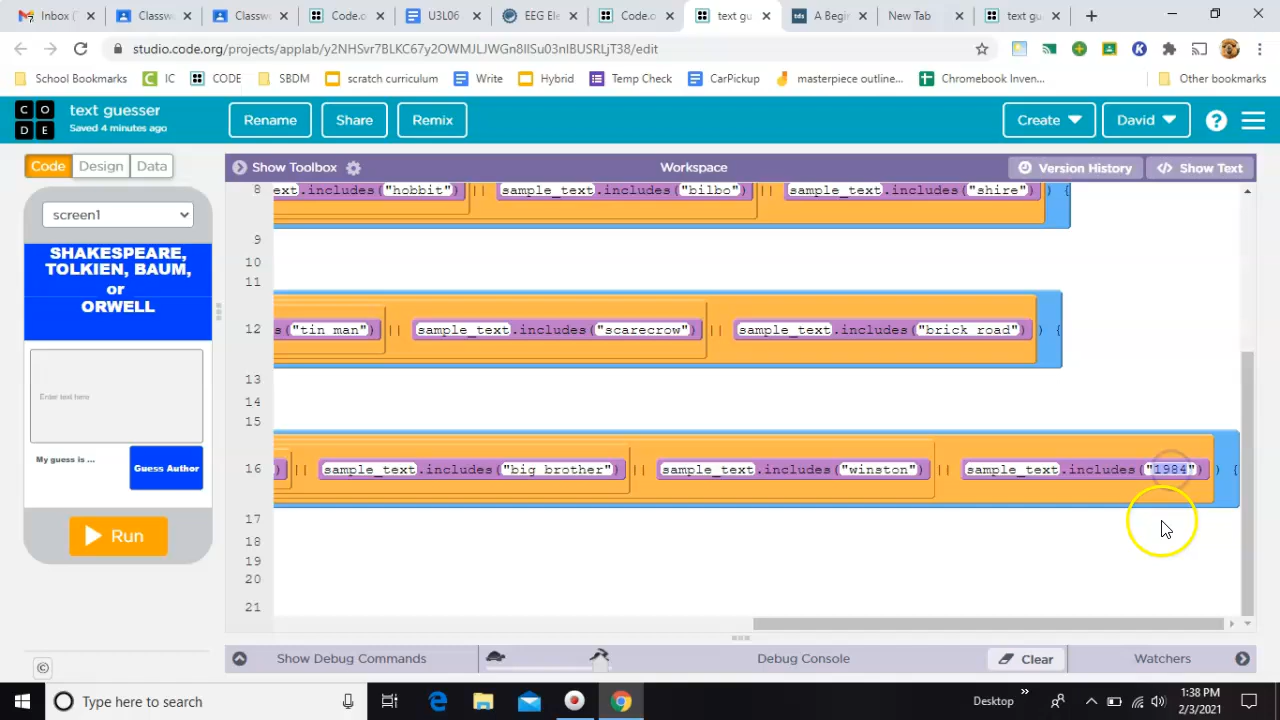 Inbox (
Classw
Classw
Code.o
U3L06
EEG Ele
Code.o
text gu
tds
A Begi
New Tab
text gu
studio.code.org/projects/applab/y2NHSvr7BLKC67y2OWMJLJWGn8IlSu03nlBUSRLjT38/edit
School Bookmarks
IC
CODE
SBDM
scratch curriculum
Write
Hybrid
Temp Check
CarPickup
masterpiece outline...
Chromebook Inven...
Other bookmarks
C O
D E
text guesser
Saved 4 minutes ago
Rename
Share
Remix
Create
David
?
Code
Design
Data
Show Toolbox
Workspace
Version History
</> Show Text
screen1
SHAKESPEARE,
TOLKIEN, BAUM,
or
ORWELL
Enter text here
My guess is ...
Guess Author
Run
8 ext.includes("hobbit") || sample_text.includes("bilbo") || sample_text.includes("shire") ) {
9
10
11
12 s("tin man") || sample_text.includes("scarecrow") || sample_text.includes("brick road") ) {
13
14
15
16 ) || sample_text.includes("big brother") || sample_text.includes("winston") || sample_text.includes("1984") ) {
17
18
19
20
21
©
Show Debug Commands
Debug Console
Clear
Watchers
Type here to search
Desktop
1:38 PM
2/3/2021